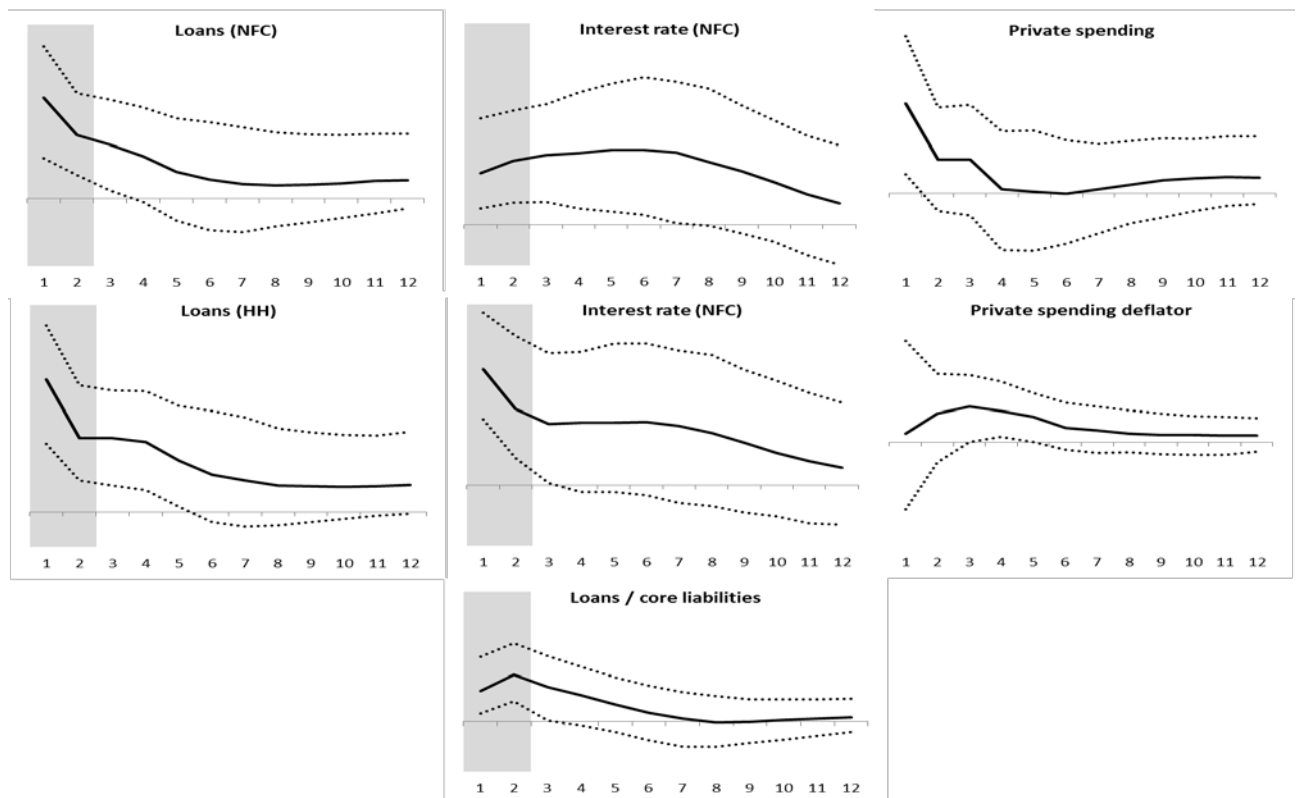 Loans (NFC)
1 2 3 4 5 6 7 8 9 10 11 12
Interest rate (NFC)
1 2 3 4 5 6 7 8 9 10 11 12
Private spending
1 2 3 4 5 6 7 8 9 10 11 12
Loans (HH)
1 2 3 4 5 6 7 8 9 10 11 12
Interest rate (NFC)
1 2 3 4 5 6 7 8 9 10 11 12
Private spending deflator
1 2 3 4 5 6 7 8 9 10 11 12
Loans / core liabilities
1 2 3 4 5 6 7 8 9 10 11 12